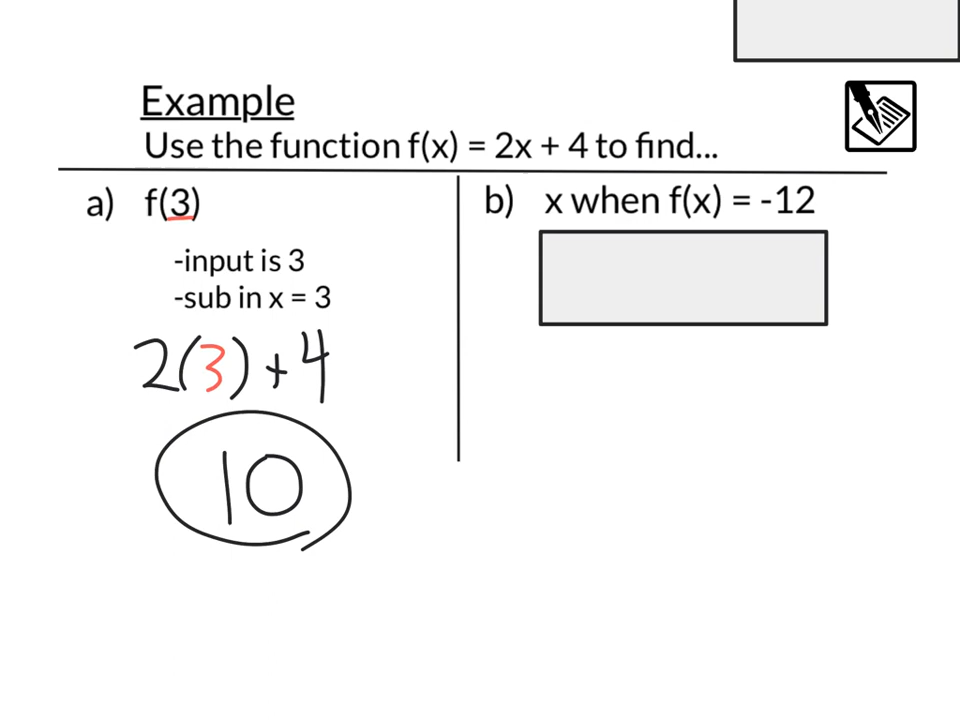 Example
Use the function f(x) = 2x + 4 to find...
a) f(3)
-input is 3
-sub in x = 3
2(3) + 4
10
b) x when f(x) = -12